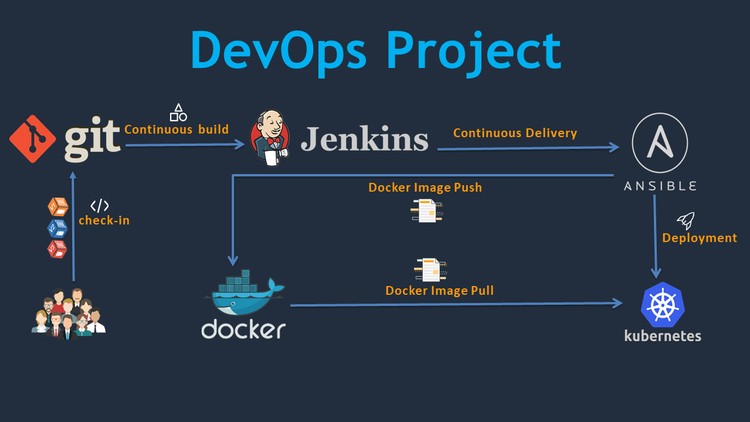 DevOps Project
git
Continuous build
Jenkins
Continuous Delivery
ANSIBLE
Docker Image Push
</>
check-in
Deployment
Docker Image Pull
docker
kubernetes